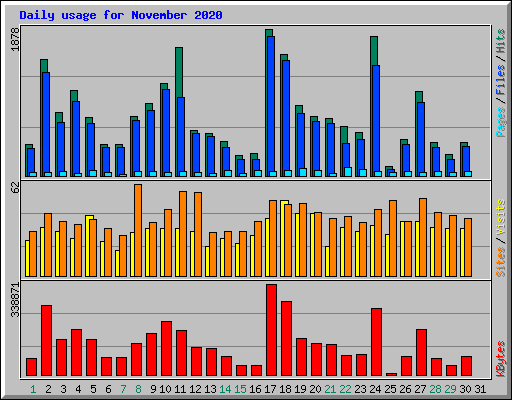 Daily usage for November 2020
1878
Pages / Files / Hits
62
Sites / Visits
338871
KBytes
1 2 3 4 5 6 7 8 9 10 11 12 13 14 15 16 17 18 19 20 21 22 23 24 25 26 27 28 29 30 31